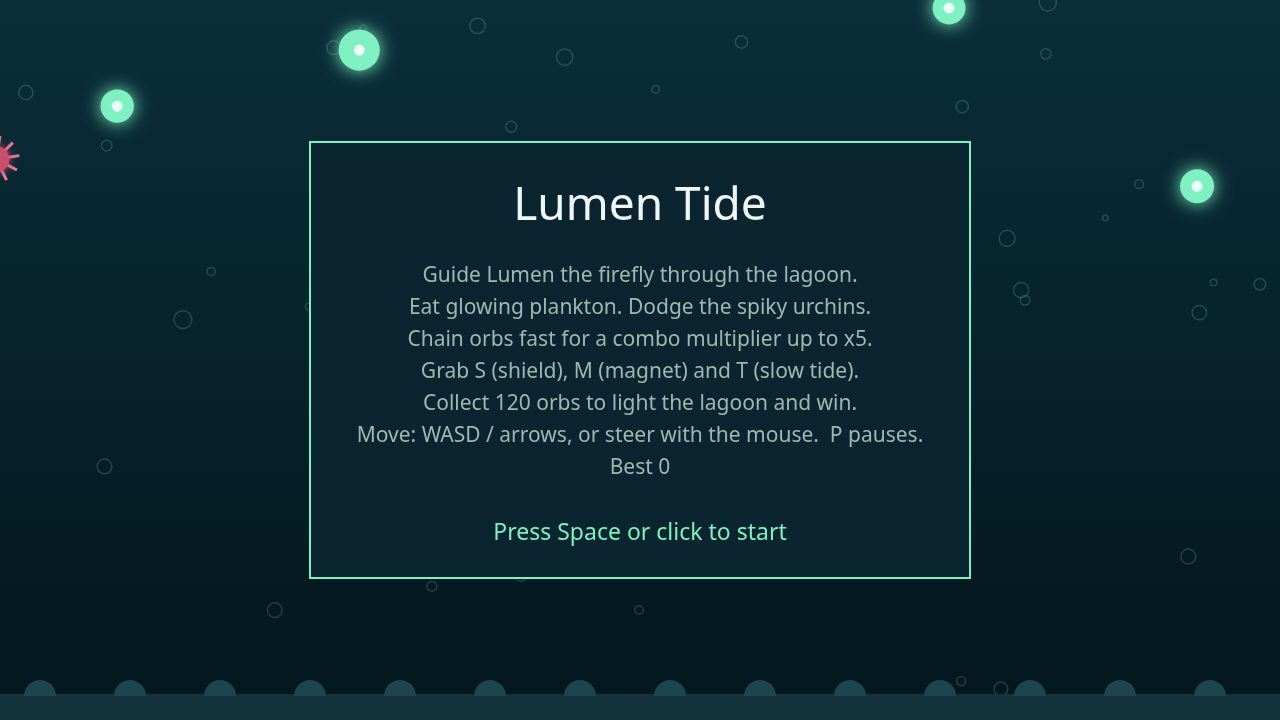 Lumen Tide
Guide Lumen the firefly through the lagoon.
Eat glowing plankton. Dodge the spiky urchins.
Chain orbs fast for a combo multiplier up to x5.
Grab S (shield), M (magnet) and T (slow tide).
Collect 120 orbs to light the lagoon and win.
Move: WASD / arrows, or steer with the mouse.  P pauses.
Best 0
Press Space or click to start